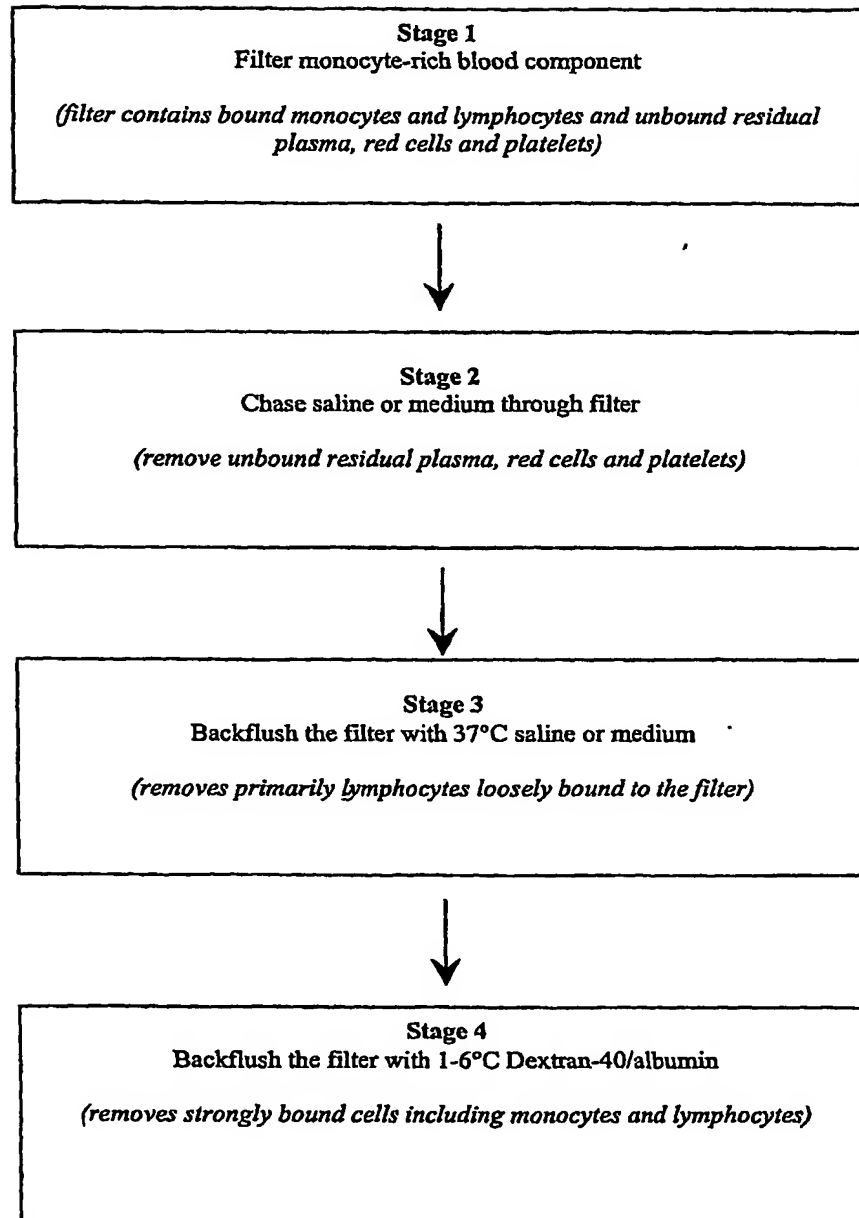 Stage 1
Filter monocyte-rich blood component
(filter contains bound monocytes and lymphocytes and unbound residual
plasma, red cells and platelets)
Stage 2
Chase saline or medium through filter
(remove unbound residual plasma, red cells and platelets)
Stage 3
Backflush the filter with 37°C saline or medium
(removes primarily lymphocytes loosely bound to the filter)
Stage 4
Backflush the filter with 1-6°C Dextran-40/albumin
(removes strongly bound cells including monocytes and lymphocytes)